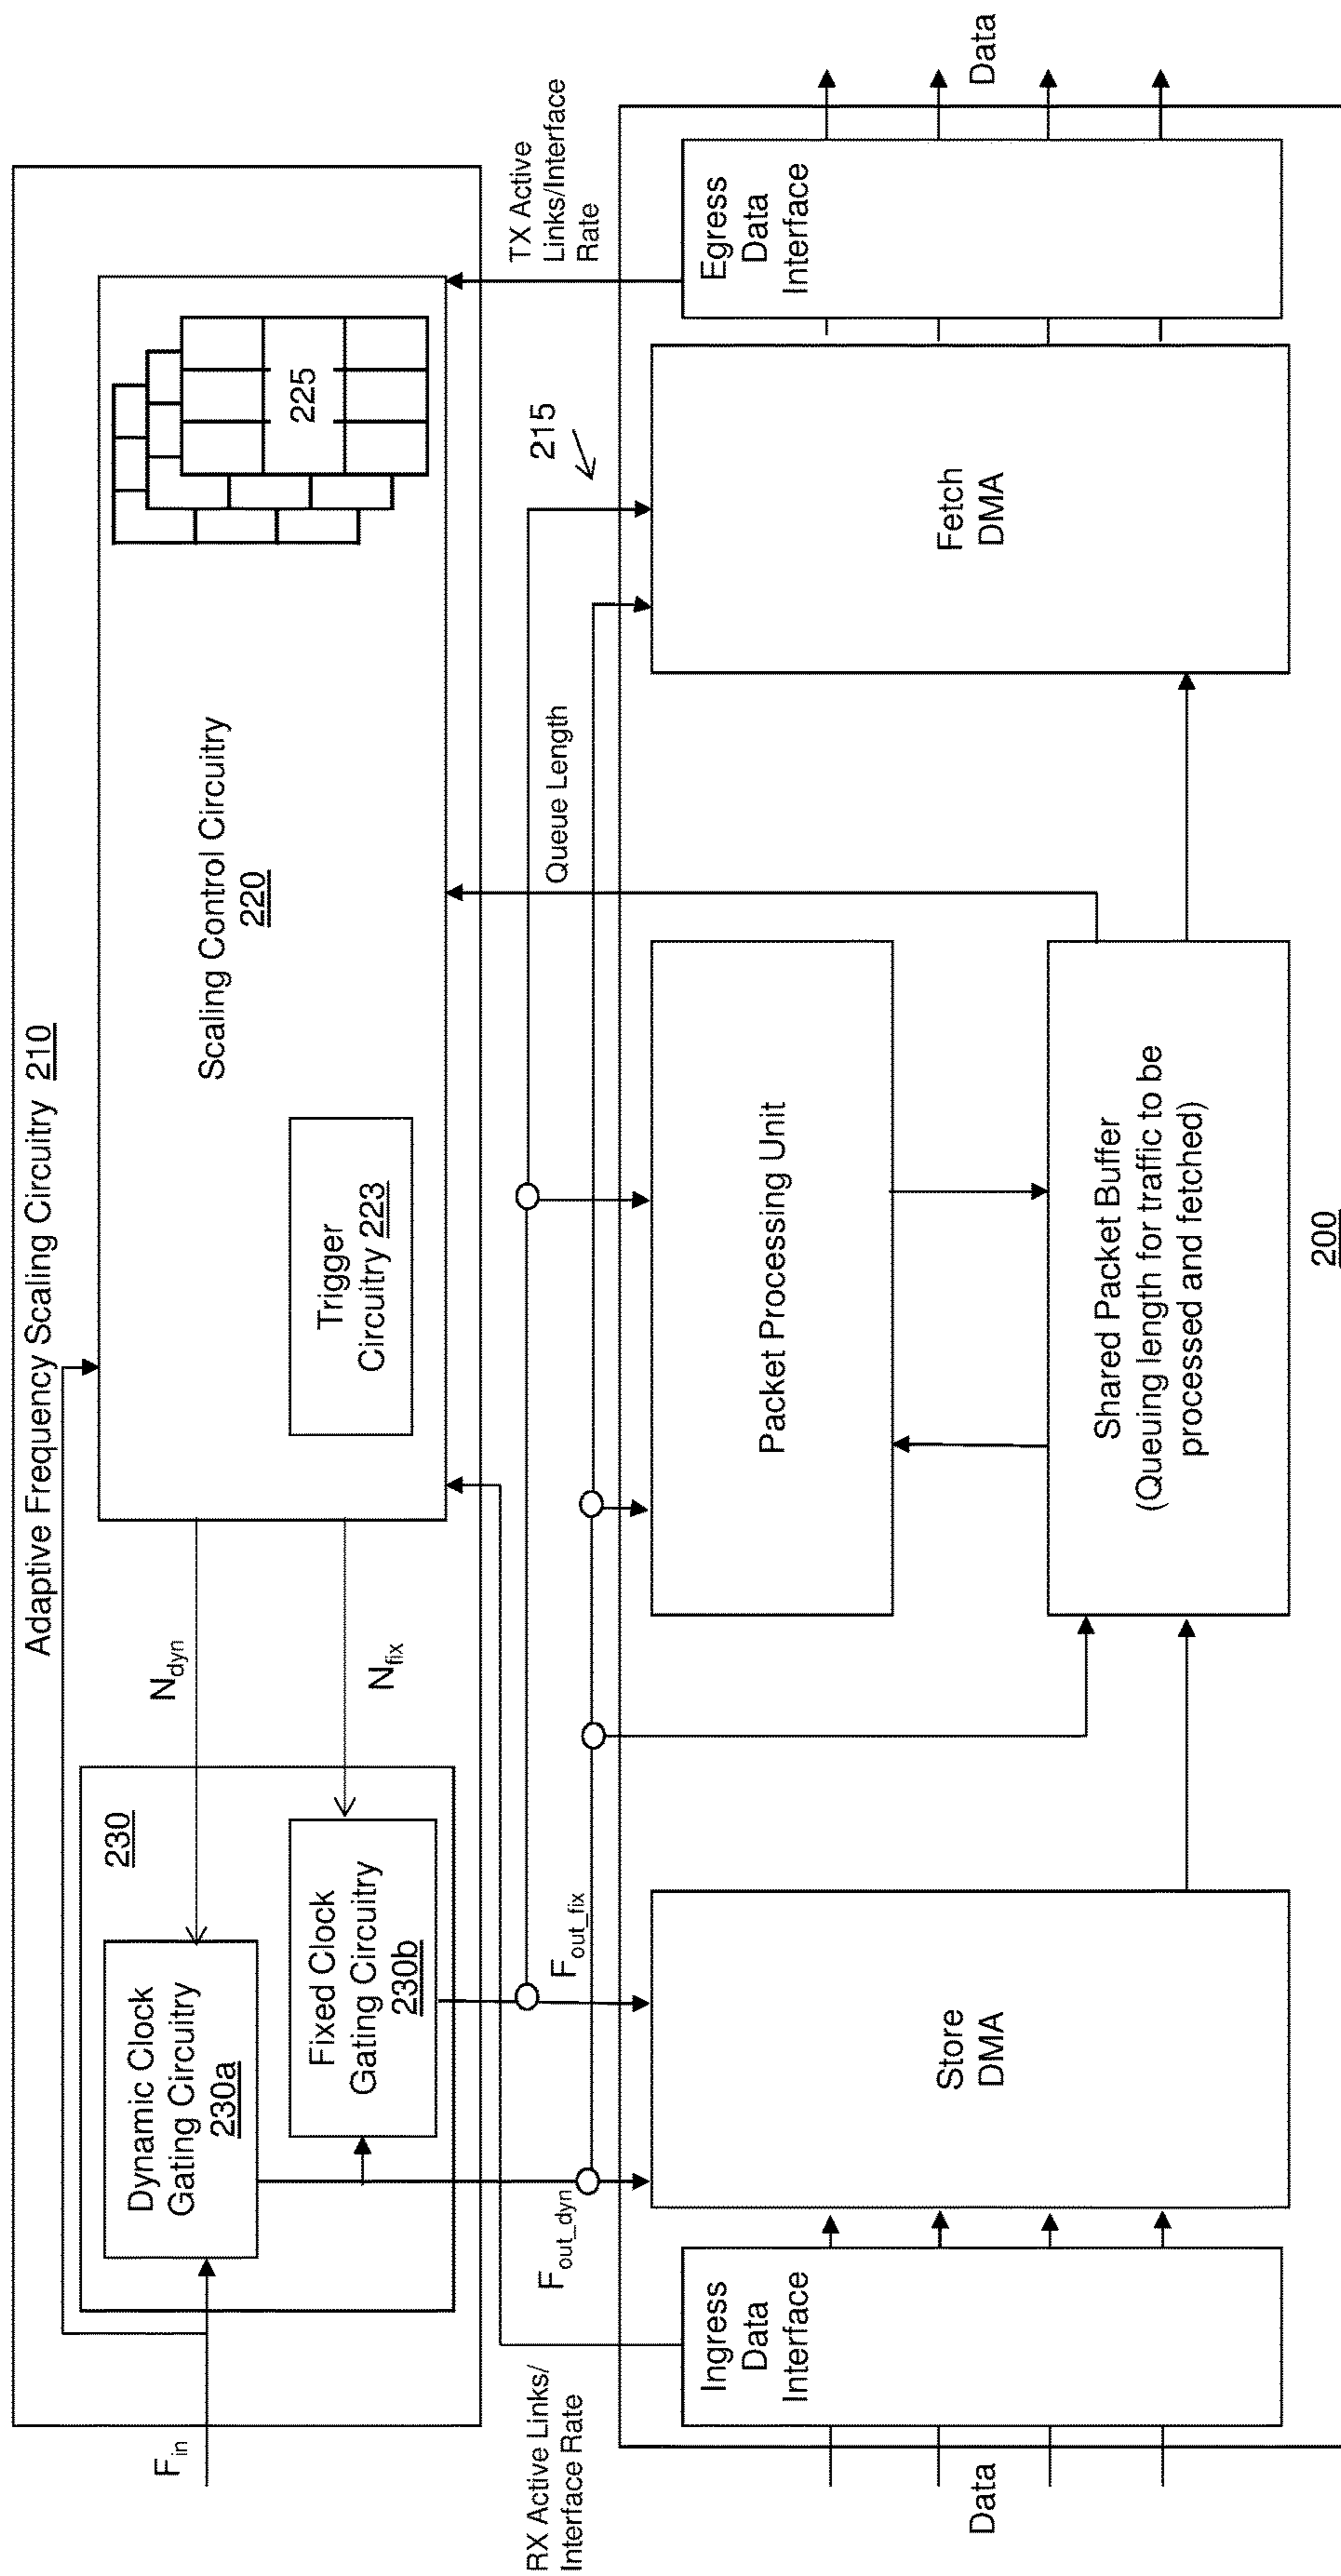 Adaptive Frequency Scaling Circuitry 210
F_in
230
Dynamic Clock
Gating Circuitry
230a
Fixed Clock
Gating Circuitry
230b
N_dyn
N_fix
Scaling Control Circuitry
220
Trigger
Circuitry 223
225
RX Active Links/
Interface Rate
F_out_dyn
F_out_fix
Queue Length
215
TX Active
Links/Interface
Rate
Data
Ingress
Data
Interface
Store
DMA
Packet Processing Unit
Shared Packet Buffer
(Queuing length for traffic to be
processed and fetched)
Fetch
DMA
Egress
Data
Interface
Data
200